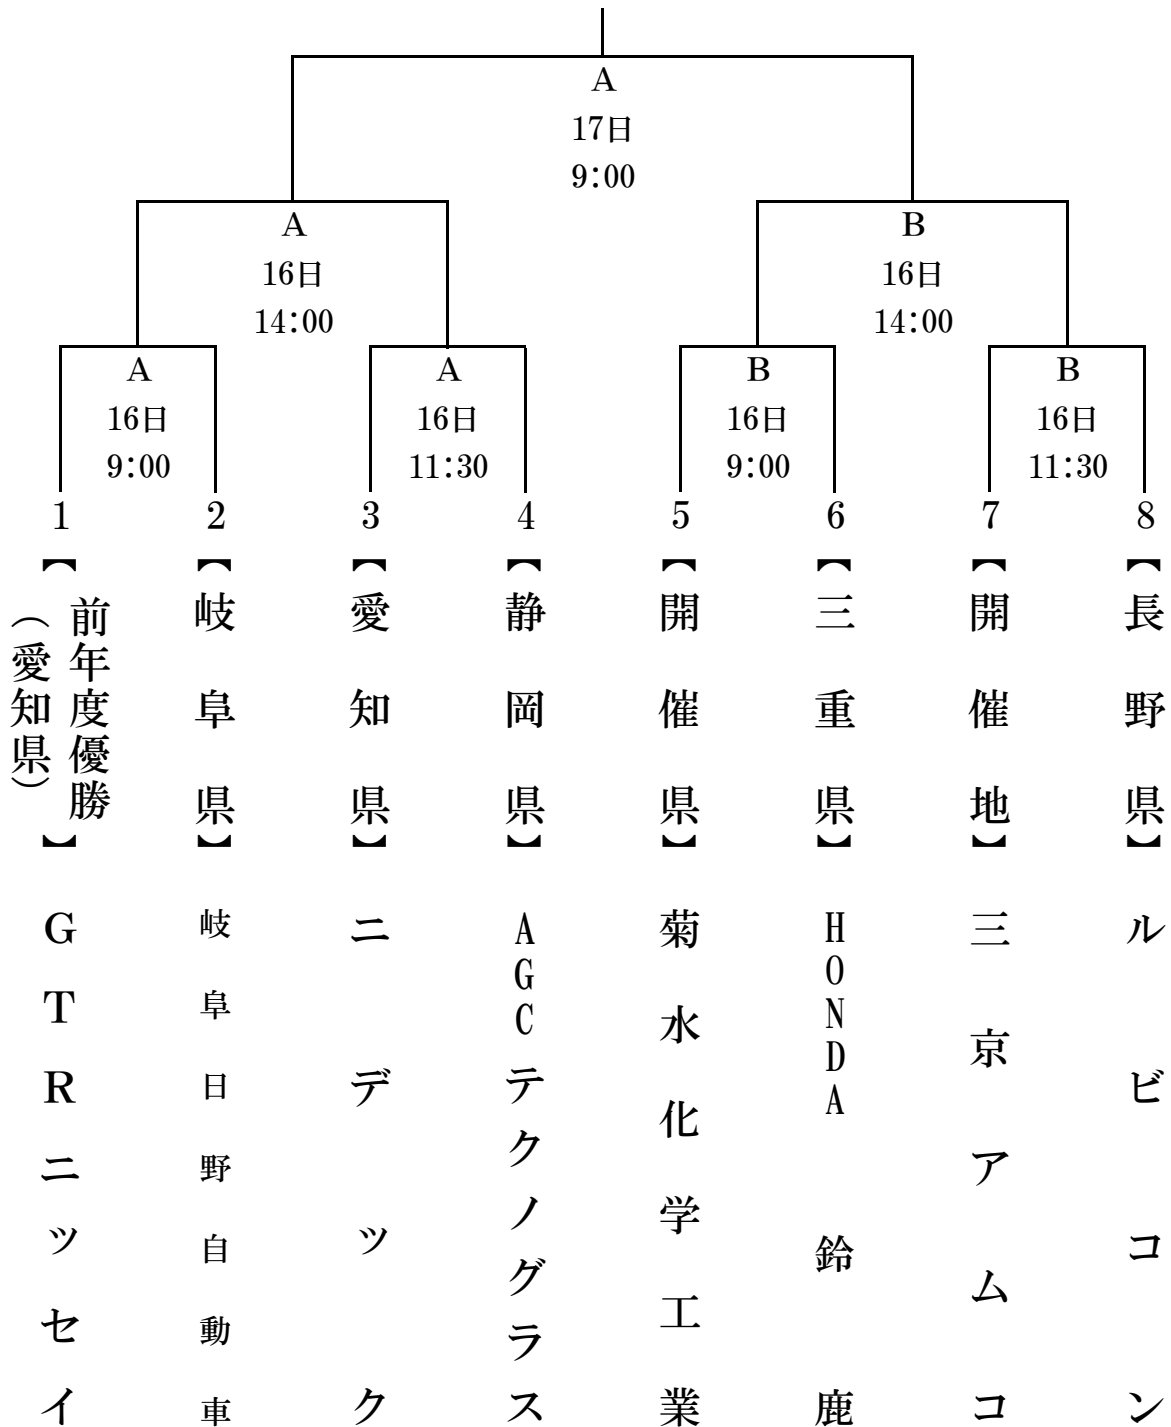 A
17日
9:00
A
16日
14:00
B
16日
14:00
A
16日
9:00
A
16日
11:30
B
16日
9:00
B
16日
11:30
1
【前年度優勝
（愛知県）】
GTRニッセイ
2
【岐阜県】
岐阜日野自動車
3
【愛知県】
ニデック
4
【静岡県】
AGCテクノグラス
5
【開催県】
菊水化学工業
6
【三重県】
HONDA鈴鹿
7
【開催地】
三京アムコ
8
【長野県】
ルビコン